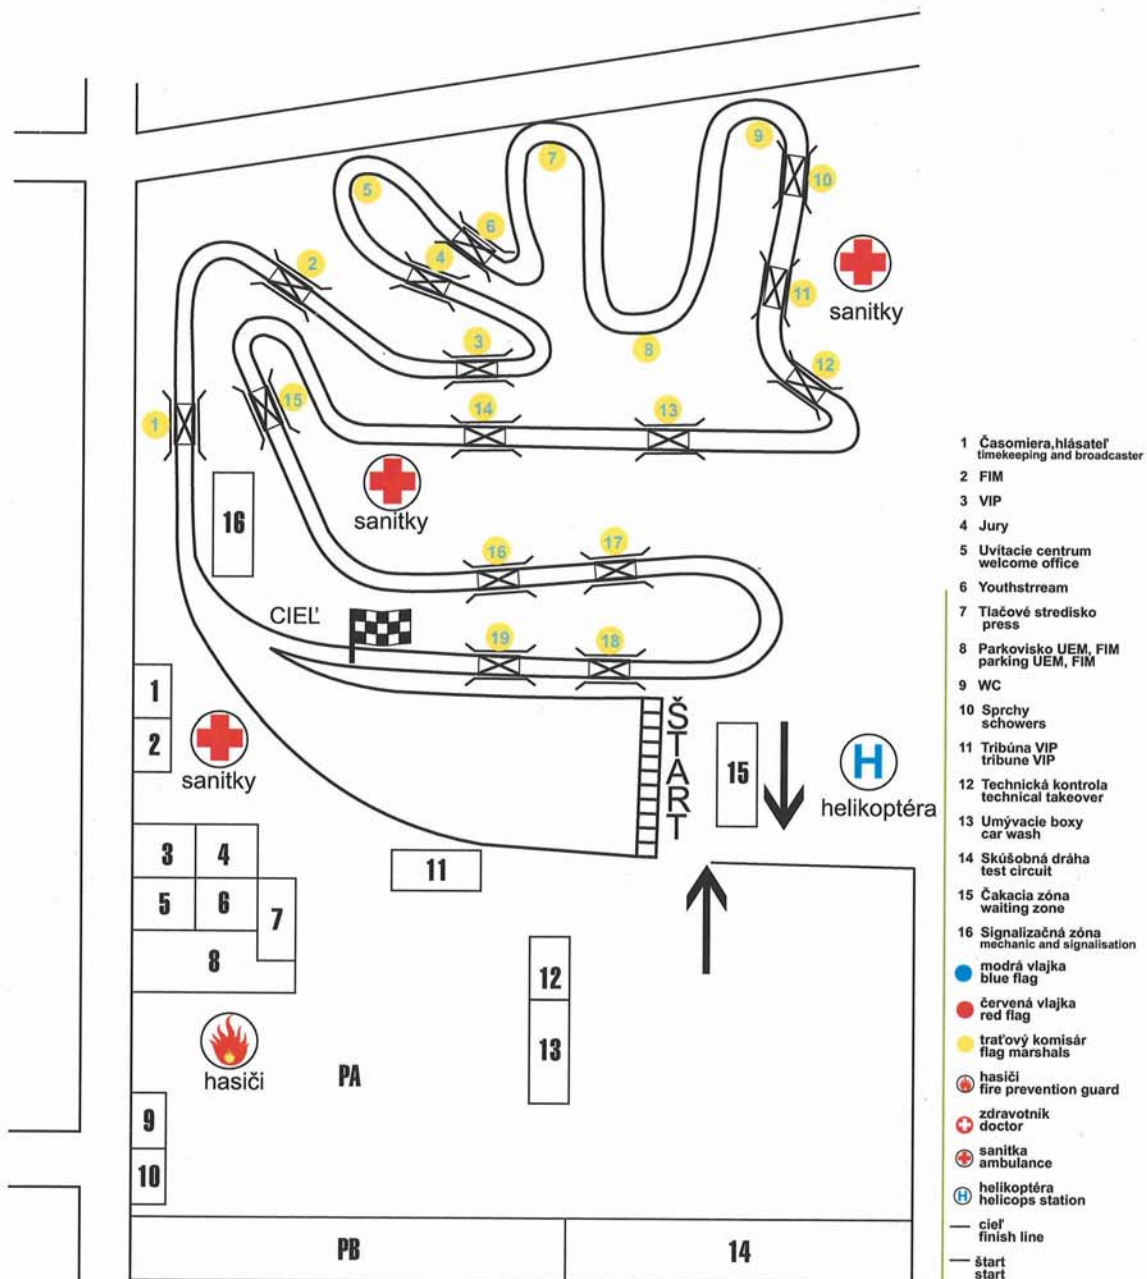 9
7
10
5
6
2
4
sanitky
11
3
8
12
15
14
13
1
sanitky
16
16
17
CIEĽ
19
18
1
2
sanitky
ŠTART
15
H
helikoptéra
3
4
11
5
6
7
8
12
hasiči
PA
13
9
10
PB
14
1 Časomiera,hlásateľ
timekeeping and broadcaster
2 FIM
3 VIP
4 Jury
5 Uvítacie centrum
welcome office
6 Youthstrream
7 Tlačové stredisko
press
8 Parkovisko UEM, FIM
parking UEM, FIM
9 WC
10 Sprchy
schowers
11 Tribúna VIP
tribune VIP
12 Technická kontrola
technical takeover
13 Umývacie boxy
car wash
14 Skúšobná dráha
test circuit
15 Čakacia zóna
waiting zone
16 Signalizačná zóna
mechanic and signalisation
modrá vlajka
blue flag
červená vlajka
red flag
traťový komisár
flag marshals
hasiči
fire prevention guard
zdravotník
doctor
sanitka
ambulance
H helikoptéra
helicops station
cieľ
finish line
štart
start